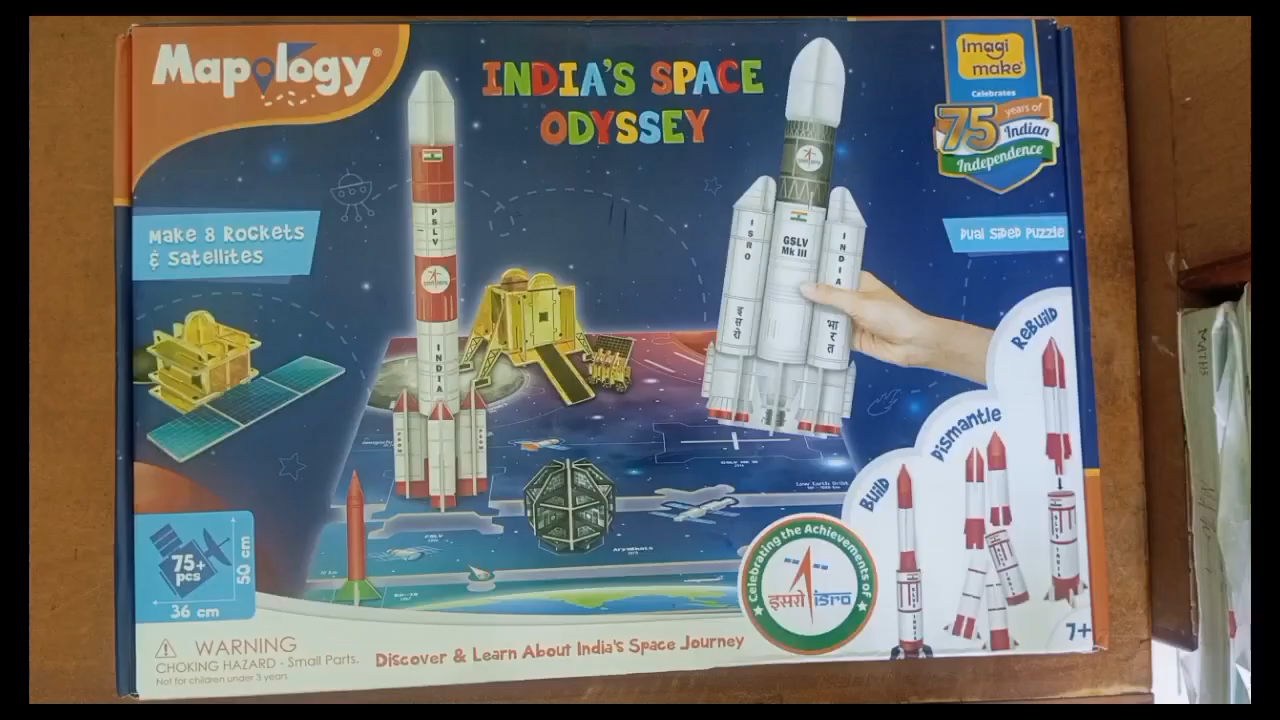 Mapology®
INDIA'S SPACE
ODYSSEY
Imagi
make
Celebrates
75 years of
Indian
Independence
Make 8 Rockets
& Satellites
Dual Sided Puzzle
PSLV
INDIA
ISRO
इसरो
GSLV
Mk III
INDIA
भारत
Rebuild
Dismantle
Build
75+
pcs
50 cm
36 cm
Aryabhata
Celebrating the Achievements of
इसरो isro
7+
WARNING
CHOKING HAZARD - Small Parts.
Not for children under 3 years
Discover & Learn About India's Space Journey
MATHS